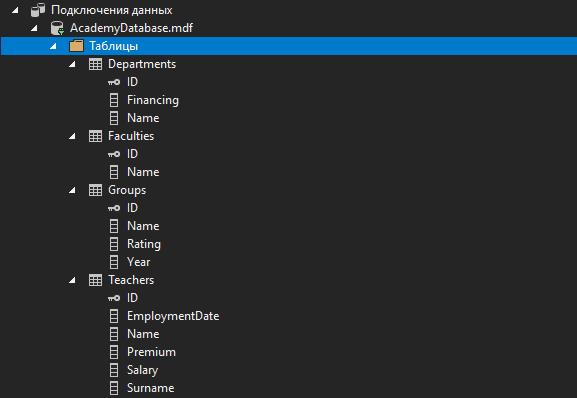 Подключения данных
AcademyDatabase.mdf
Таблицы
Departments
ID
Financing
Name
Faculties
ID
Name
Groups
ID
Name
Rating
Year
Teachers
ID
EmploymentDate
Name
Premium
Salary
Surname